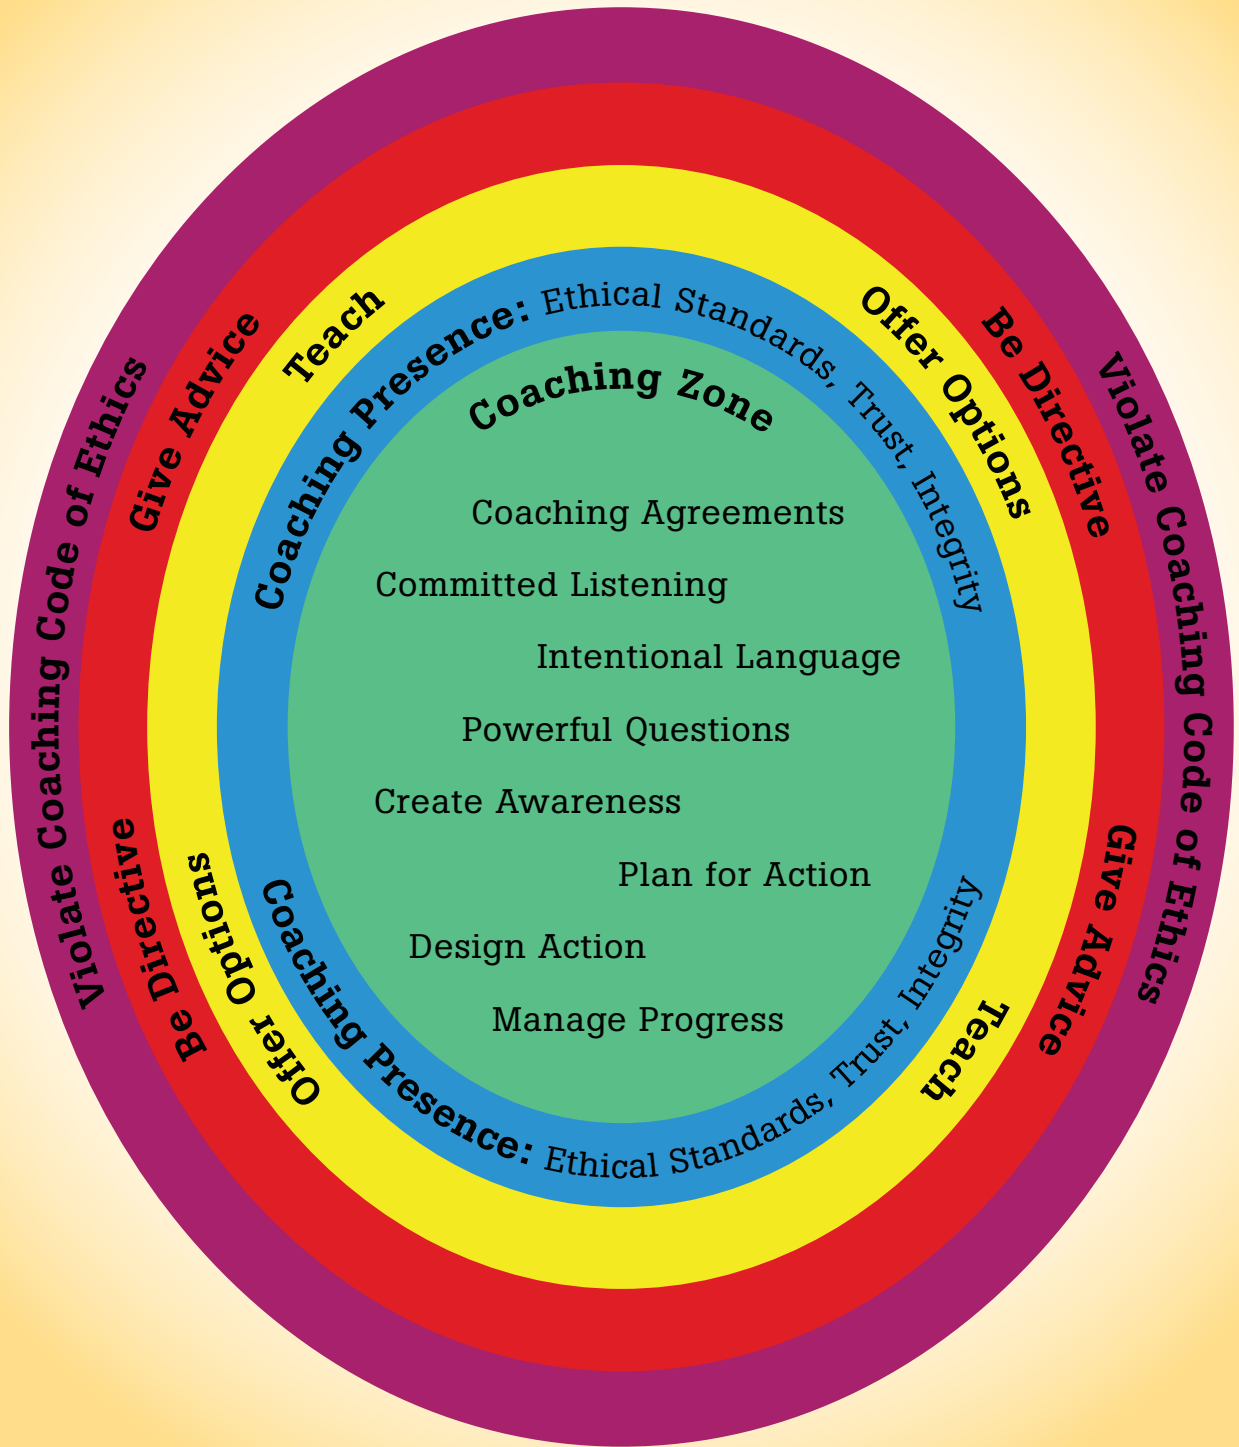 Violate Coaching Code of Ethics
Give Advice
Teach
Coaching Presence: Ethical Standards, Trust, Integrity
Offer Options
Be Directive
Violate Coaching Code of Ethics
Coaching Zone
Coaching Agreements
Committed Listening
Intentional Language
Powerful Questions
Create Awareness
Plan for Action
Design Action
Manage Progress
Be Directive
Offer Options
Coaching Presence: Ethical Standards, Trust, Integrity
Teach
Give Advice